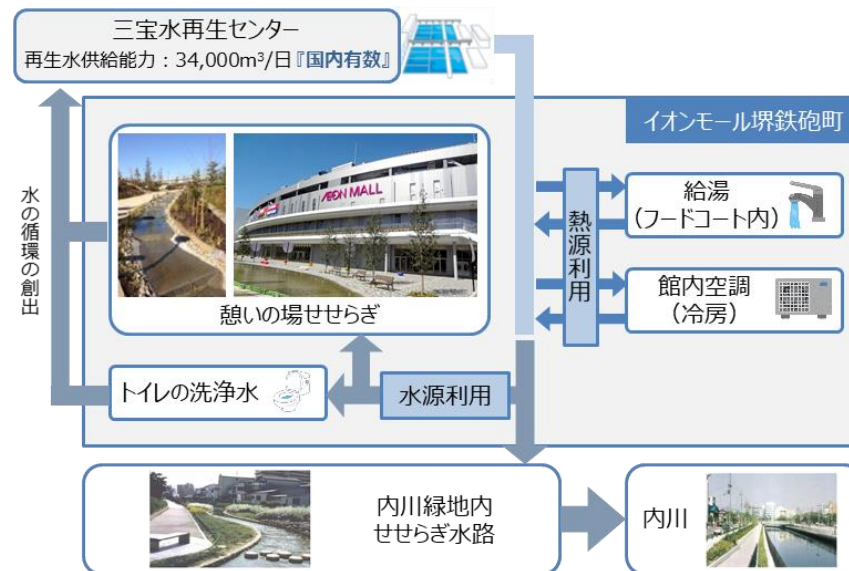 三宝水再生センター
再生水供給能力：34,000m³/日『国内有数』
イオンモール堺鉄砲町
水の循環の創出
ÆON MALL
憩いの場せせらぎ
熱源利用
給湯
（フードコート内）
館内空調
（冷房）
トイレの洗浄水
水源利用
内川緑地内
せせらぎ水路
内川